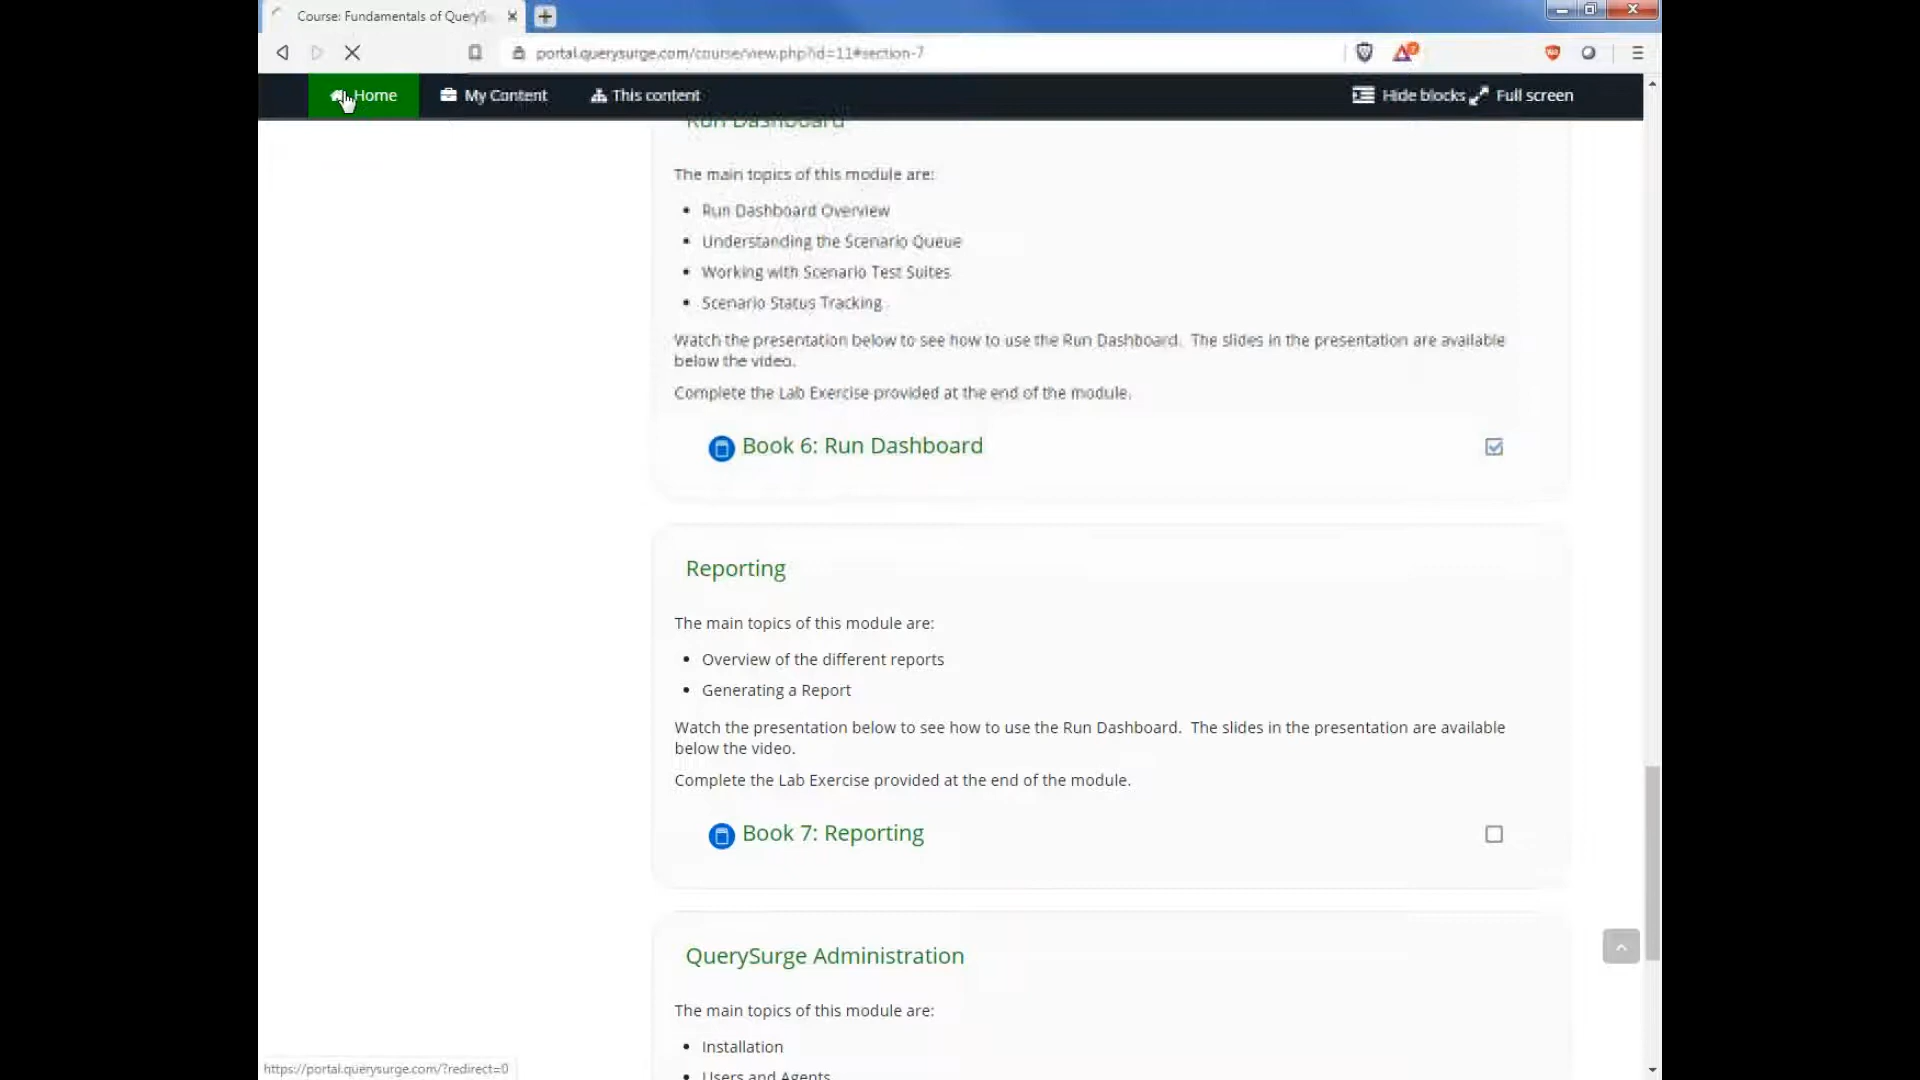 Course: Fundamentals of QueryS
portal.querysurge.com/course/view.php?id=11#section-7
Home My Content This content Hide blocks Full screen
Run Dashboard
The main topics of this module are:
Run Dashboard Overview
Understanding the Scenario Queue
Working with Scenario Test Suites
Scenario Status Tracking
Watch the presentation below to see how to use the Run Dashboard. The slides in the presentation are available
below the video.
Complete the Lab Exercise provided at the end of the module.
Book 6: Run Dashboard
Reporting
The main topics of this module are:
Overview of the different reports
Generating a Report
Watch the presentation below to see how to use the Run Dashboard. The slides in the presentation are available
below the video.
Complete the Lab Exercise provided at the end of the module.
Book 7: Reporting
QuerySurge Administration
The main topics of this module are:
Installation
Users and Agents
https://portal.querysurge.com/?redirect=0